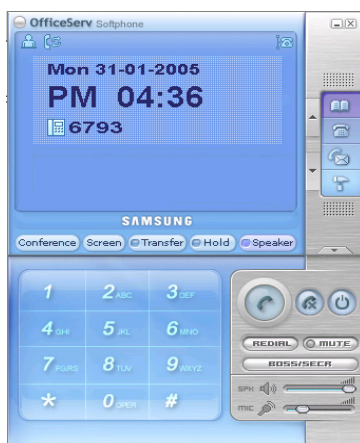 OfficeServ Softphone
Mon 31-01-2005
PM 04:36
6793
SAMSUNG
Conference Screen Transfer Hold Speaker
1 2 ABC 3 DEF
4 GHI 5 JKL 6 MNO
7 PQRS 8 TUV 9 WXYZ
* 0 OPER #
REDIAL MUTE
BOSS/SECR
SPK
MIC